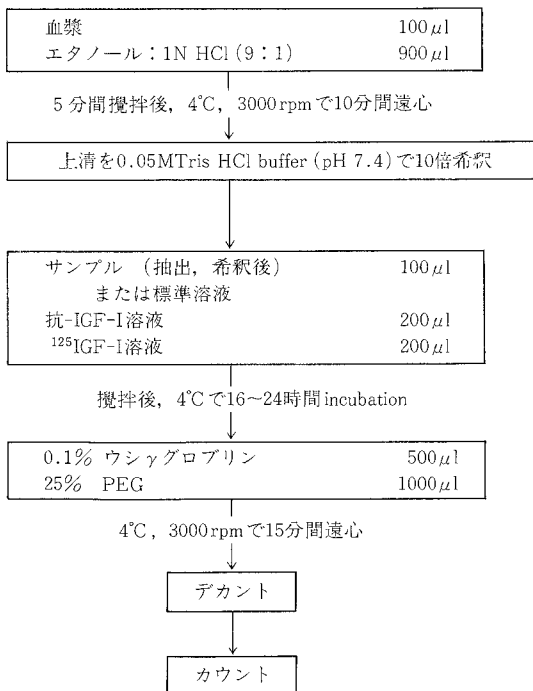 血漿 100μl
エタノール：1N HCl (9：1) 900μl
5分間攪拌後，4℃，3000rpmで10分間遠心
上清を0.05MTris HCl buffer (pH 7.4)で10倍希釈
サンプル （抽出，希釈後） 100μl
または標準溶液
抗-IGF-I溶液 200μl
¹²⁵IGF-I溶液 200μl
攪拌後，4℃で16～24時間incubation
0.1% ウシγグロブリン 500μl
25% PEG 1000μl
4℃，3000rpmで15分間遠心
デカント
カウント